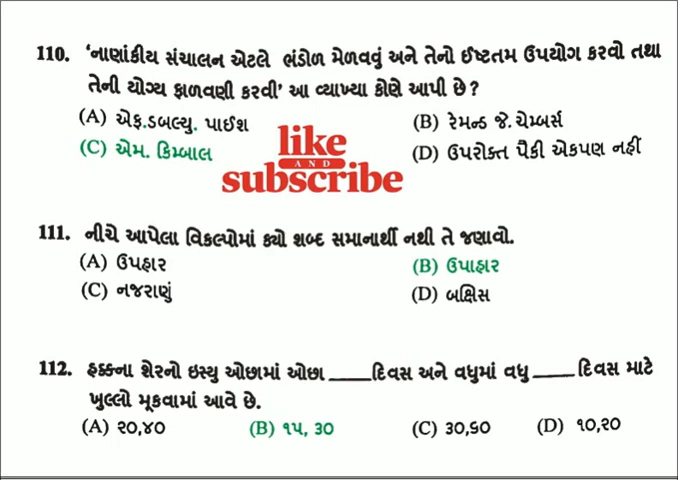 110. 'નાણાંકીય સંચાલન એટલે ભંડોળ મેળવવું અને તેનો ઈષ્ટતમ ઉપયોગ કરવો તથા
તેની યોગ્ય ફાળવણી કરવી' આ વ્યાખ્યા કોણે આપી છે?
(A) એફ.ડબલ્યુ. પાઈશ
(B) રેમન્ડ જે. ચેમ્બર્સ
(C) એમ. કિમ્બાલ
(D) ઉપરોક્ત પૈકી એકપણ નહીં
like
AND
subscribe
111. નીચે આપેલા વિકલ્પોમાં ક્યો શબ્દ સમાનાર્થી નથી તે જણાવો.
(A) ઉપહાર
(B) ઉપાહાર
(C) નજરાણું
(D) બક્ષિસ
112. હક્કના શેરનો ઇસ્યુ ઓછામાં ઓછા ____દિવસ અને વધુમાં વધુ ____ દિવસ માટે
ખુલ્લો મૂકવામાં આવે છે.
(A) ૨૦,૪૦
(B) ૧૫, ૩૦
(C) ૩૦,૬૦
(D) ૧૦,૨૦